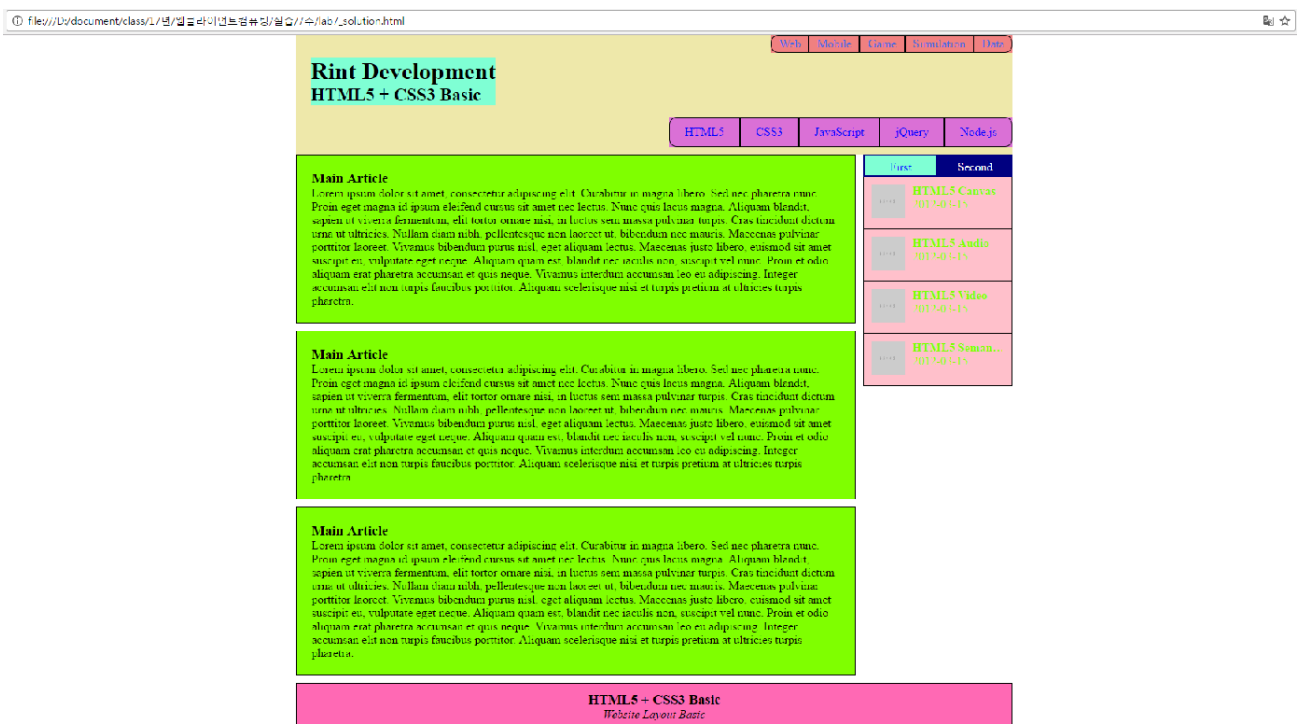 file:///D:/document/class/17년/웹클라이언트컴퓨팅/실습/7주/lab7_solution.html
Web Mobile Game Simulation Data
Rint Development
HTML5 + CSS3 Basic
HTML5 CSS3 JavaScript jQuery Node.js
Main Article
Lorem ipsum dolor sit amet, consectetur adipiscing elit. Curabitur in magna libero. Sed nec pharetra nunc.
Proin eget magna id ipsum eleifend cursus sit amet nec lectus. Nunc quis lacus magna. Aliquam blandit,
sapien ut viverra fermentum, elit tortor ornare nisi, in luctus sem massa pulvinar turpis. Cras tincidunt dictum
urna ut ultricies. Nullam diam nibh, pellentesque non laoreet ut, bibendum nec mauris. Maecenas pulvinar
porttitor laoreet. Vivamus bibendum purus nisl, eget aliquam lectus. Maecenas justo libero, euismod sit amet
suscipit eu, vulputate eget neque. Aliquam quam est, blandit nec iaculis non, suscipit vel nunc. Proin et odio
aliquam erat pharetra accumsan et quis neque. Vivamus interdum accumsan leo eu adipiscing. Integer
accumsan elit non turpis faucibus porttitor. Aliquam scelerisque nisi et turpis pretium at ultricies turpis
pharetra.
Main Article
Lorem ipsum dolor sit amet, consectetur adipiscing elit. Curabitur in magna libero. Sed nec pharetra nunc.
Proin eget magna id ipsum eleifend cursus sit amet nec lectus. Nunc quis lacus magna. Aliquam blandit,
sapien ut viverra fermentum, elit tortor ornare nisi, in luctus sem massa pulvinar turpis. Cras tincidunt dictum
urna ut ultricies. Nullam diam nibh, pellentesque non laoreet ut, bibendum nec mauris. Maecenas pulvinar
porttitor laoreet. Vivamus bibendum purus nisl, eget aliquam lectus. Maecenas justo libero, euismod sit amet
suscipit eu, vulputate eget neque. Aliquam quam est, blandit nec iaculis non, suscipit vel nunc. Proin et odio
aliquam erat pharetra accumsan et quis neque. Vivamus interdum accumsan leo eu adipiscing. Integer
accumsan elit non turpis faucibus porttitor. Aliquam scelerisque nisi et turpis pretium at ultricies turpis
pharetra.
Main Article
Lorem ipsum dolor sit amet, consectetur adipiscing elit. Curabitur in magna libero. Sed nec pharetra nunc.
Proin eget magna id ipsum eleifend cursus sit amet nec lectus. Nunc quis lacus magna. Aliquam blandit,
sapien ut viverra fermentum, elit tortor ornare nisi, in luctus sem massa pulvinar turpis. Cras tincidunt dictum
urna ut ultricies. Nullam diam nibh, pellentesque non laoreet ut, bibendum nec mauris. Maecenas pulvinar
porttitor laoreet. Vivamus bibendum purus nisl, eget aliquam lectus. Maecenas justo libero, euismod sit amet
suscipit eu, vulputate eget neque. Aliquam quam est, blandit nec iaculis non, suscipit vel nunc. Proin et odio
aliquam erat pharetra accumsan et quis neque. Vivamus interdum accumsan leo eu adipiscing. Integer
accumsan elit non turpis faucibus porttitor. Aliquam scelerisque nisi et turpis pretium at ultricies turpis
pharetra.
First Second
HTML5 Canvas
HTML5 Audio
HTML5 Video
HTML5 Seman…
HTML5 + CSS3 Basic
Website Layout Basic